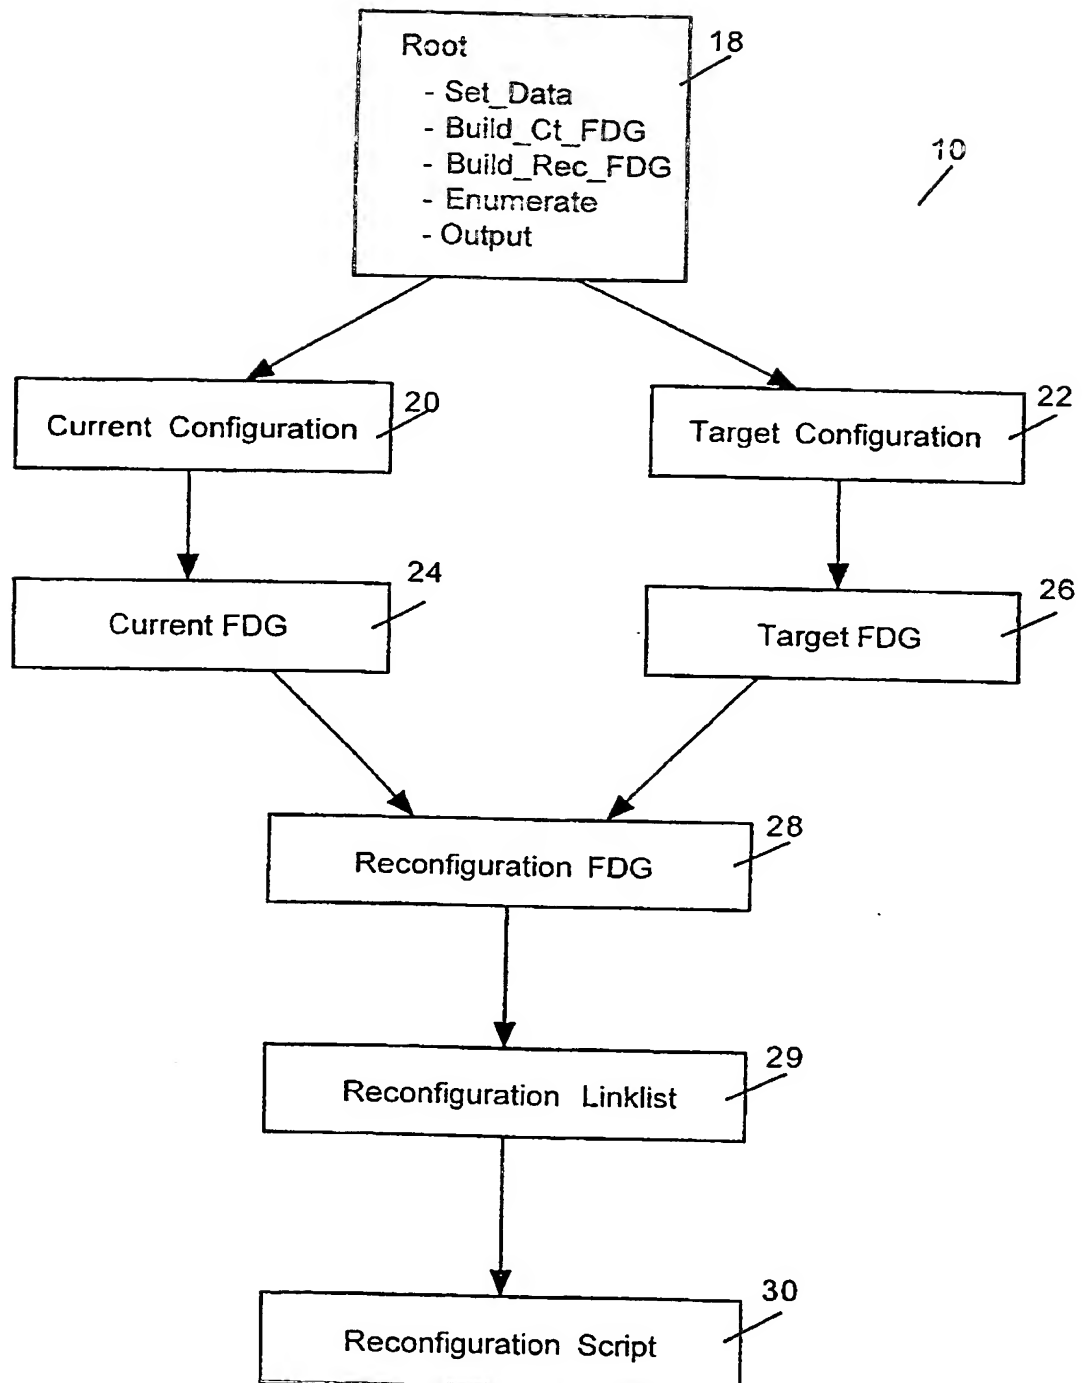 Root
18
- Set_Data
- Build_Ct_FDG
- Build_Rec_FDG
- Enumerate
- Output
10
Current Configuration
20
Target Configuration
22
Current FDG
24
Target FDG
26
Reconfiguration FDG
28
Reconfiguration Linklist
29
Reconfiguration Script
30